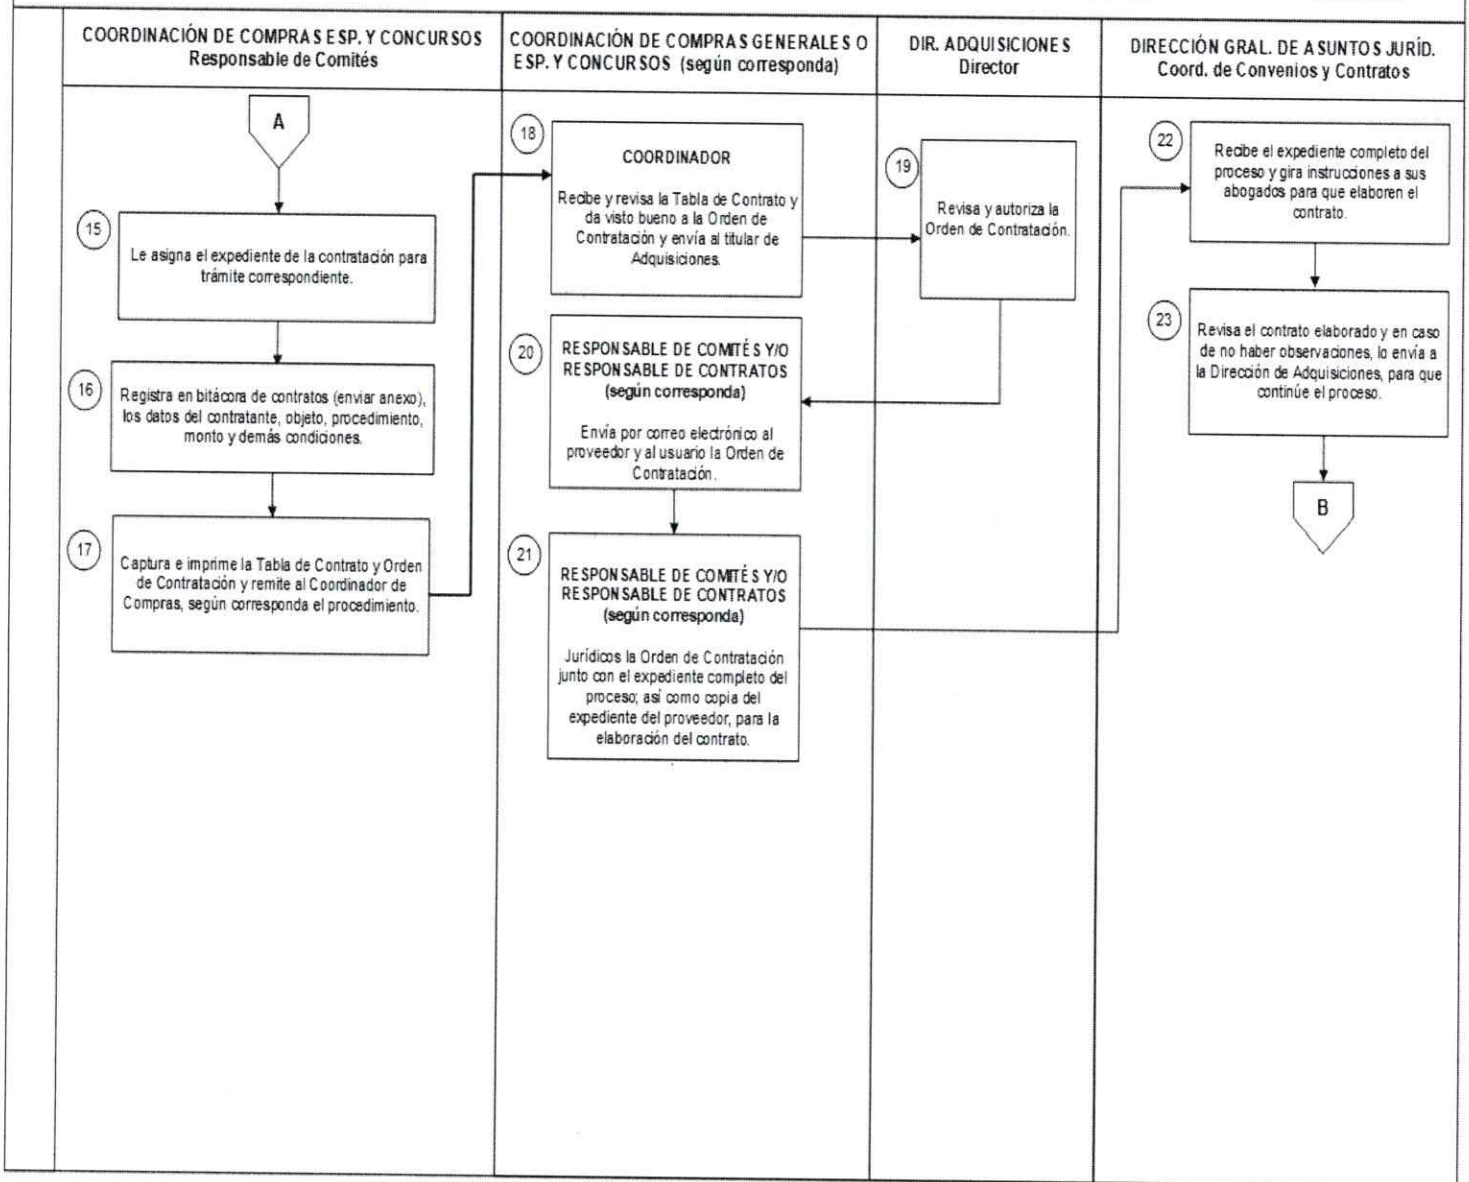 COORDINACIÓN DE COMPRAS ESP. Y CONCURSOS
Responsable de Comités
COORDINACIÓN DE COMPRAS GENERALES O
ESP. Y CONCURSOS (según corresponda)
DIR. ADQUISICIONES
Director
DIRECCIÓN GRAL. DE ASUNTOS JURÍD.
Coord. de Convenios y Contratos
A
15
Le asigna el expediente de la contratación para
trámite correspondiente.
16
Registra en bitácora de contratos (enviar anexo),
los datos del contratante, objeto, procedimiento,
monto y demás condiciones.
17
Captura e imprime la Tabla de Contrato y Orden
de Contratación y remite al Coordinador de
Compras, según corresponda el procedimiento.
18
COORDINADOR
Recibe y revisa la Tabla de Contrato y
da visto bueno a la Orden de
Contratación y envía al titular de
Adquisiciones.
19
Revisa y autoriza la
Orden de Contratación.
20
RESPONSABLE DE COMITÉS Y/O
RESPONSABLE DE CONTRATOS
(según corresponda)
Envía por correo electrónico al
proveedor y al usuario la Orden de
Contratación.
21
RESPONSABLE DE COMITÉS Y/O
RESPONSABLE DE CONTRATOS
(según corresponda)
Jurídicos la Orden de Contratación
junto con el expediente completo del
proceso; así como copia del
expediente del proveedor, para la
elaboración del contrato.
22
Recibe el expediente completo del
proceso y gira instrucciones a sus
abogados para que elaboren el
contrato.
23
Revisa el contrato elaborado y en caso
de no haber observaciones, lo envía a
la Dirección de Adquisiciones, para que
continúe el proceso.
B